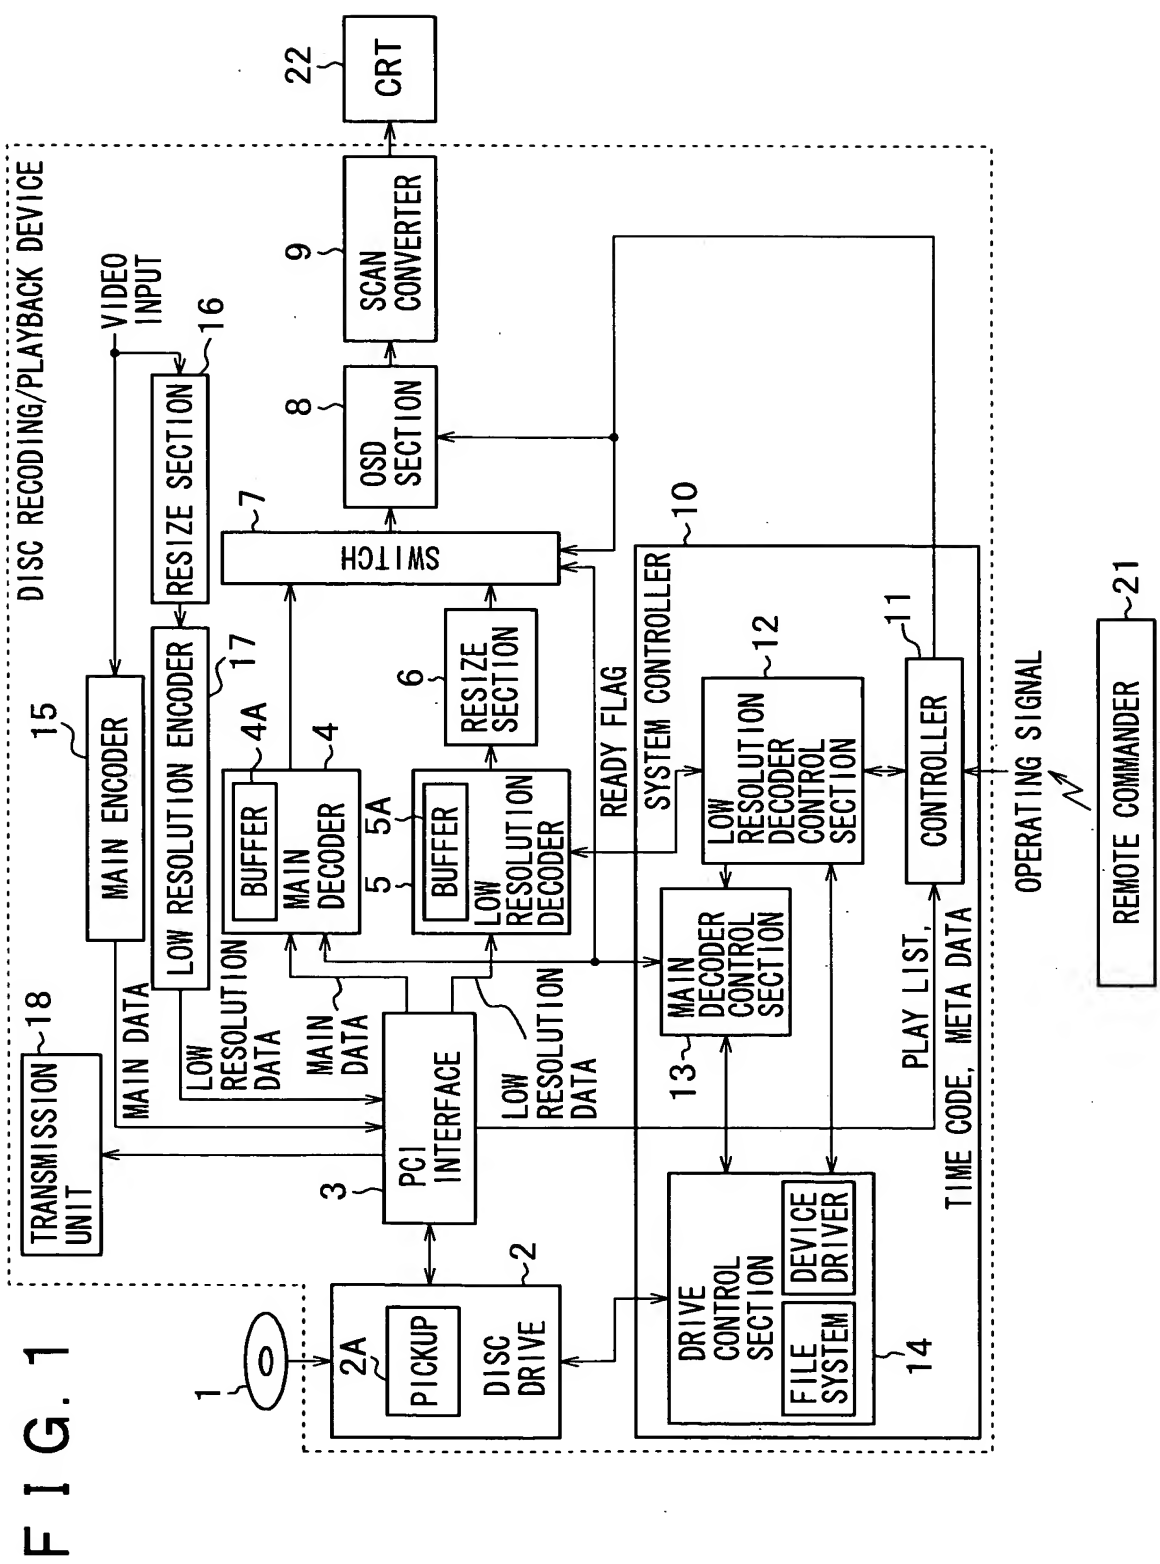 FIG. 1
DISC RECODING/PLAYBACK DEVICE
18
TRANSMISSION
UNIT
MAIN DATA
15
MAIN ENCODER
VIDEO
INPUT
LOW
RESOLUTION
DATA
LOW RESOLUTION ENCODER
17
RESIZE SECTION
16
1
2A
PICKUP
DISC
DRIVE
2
3
PCI
INTERFACE
MAIN
DATA
LOW
RESOLUTION
DATA
BUFFER
4A
MAIN
DECODER
4
5
BUFFER
5A
LOW
RESOLUTION
DECODER
6
RESIZE
SECTION
7
SWITCH
8
OSD
SECTION
9
SCAN
CONVERTER
22
CRT
READY FLAG
SYSTEM CONTROLLER
10
DRIVE
CONTROL
SECTION
FILE
SYSTEM
DEVICE
DRIVER
14
13
MAIN
DECODER
CONTROL
SECTION
LOW
RESOLUTION
DECODER
CONTROL
SECTION
12
PLAY LIST,
TIME CODE, META DATA
CONTROLLER
11
OPERATING SIGNAL
REMOTE COMMANDER
21